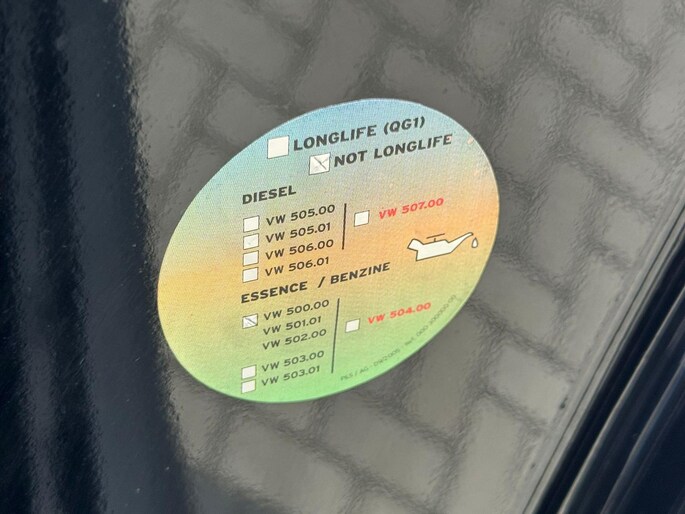 LONGLIFE (QG1)
NOT LONGLIFE
DIESEL
VW 505.00
VW 505.01
VW 506.00
VW 506.01
VW 507.00
ESSENCE / BENZINE
VW 500.00
VW 501.01
VW 502.00
VW 503.00
VW 503.01
VW 504.00